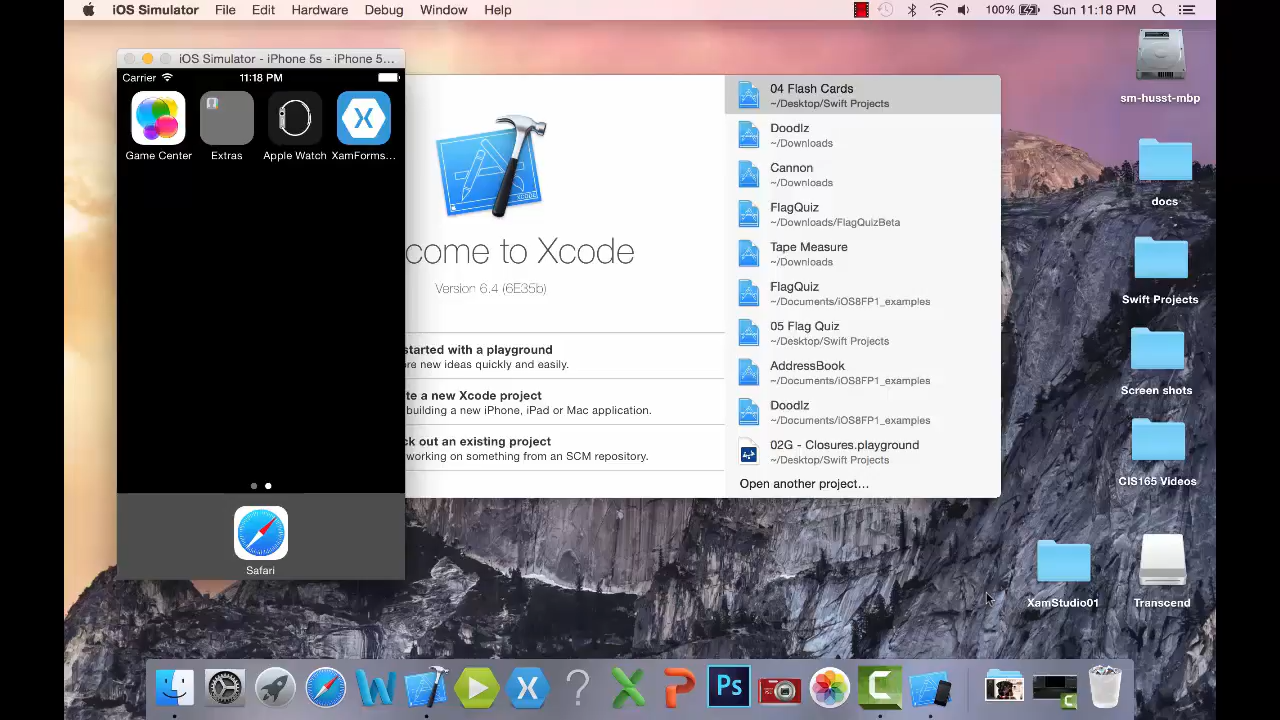 iOS Simulator File Edit Hardware Debug Window Help 100% Sun 11:18 PM
iOS Simulator - iPhone 5s - iPhone 5...
Carrier 11:18 PM
Game Center Extras Apple Watch XamForms...
Safari
XCODE
come to Xcode
Version 6.4 (6E35b)
started with a playground
ore new ideas quickly and easily.
te a new Xcode project
building a new iPhone, iPad or Mac application.
ck out an existing project
working on something from an SCM repository.
04 Flash Cards
~/Desktop/Swift Projects
Doodlz
~/Downloads
Cannon
~/Downloads
FlagQuiz
~/Downloads/FlagQuizBeta
Tape Measure
~/Downloads
FlagQuiz
~/Documents/iOS8FP1_examples
05 Flag Quiz
~/Desktop/Swift Projects
AddressBook
~/Documents/iOS8FP1_examples
Doodlz
~/Documents/iOS8FP1_examples
02G - Closures.playground
~/Desktop/Swift Projects
Open another project...
sm-husst-mbp
docs
Swift Projects
Screen shots
CIS165 Videos
XamStudio01
Transcend
W X ? X P Ps C C